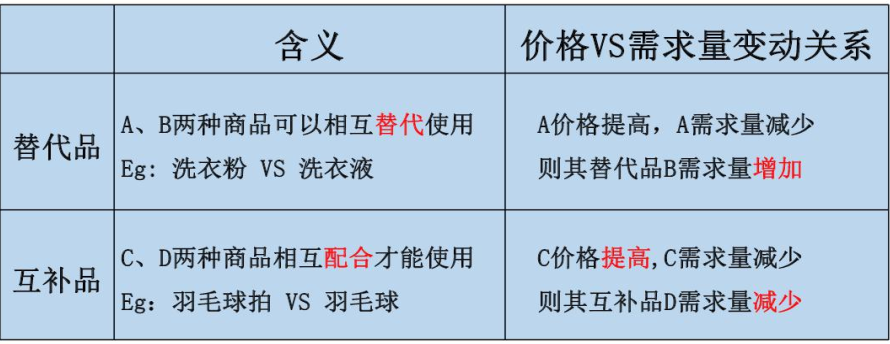 含义
价格VS需求量变动关系
替代品
A、B两种商品可以相互替代使用
Eg: 洗衣粉 VS 洗衣液
A价格提高，A需求量减少
则其替代品B需求量增加
互补品
C、D两种商品相互配合才能使用
Eg：羽毛球拍 VS 羽毛球
C价格提高,C需求量减少
则其互补品D需求量减少